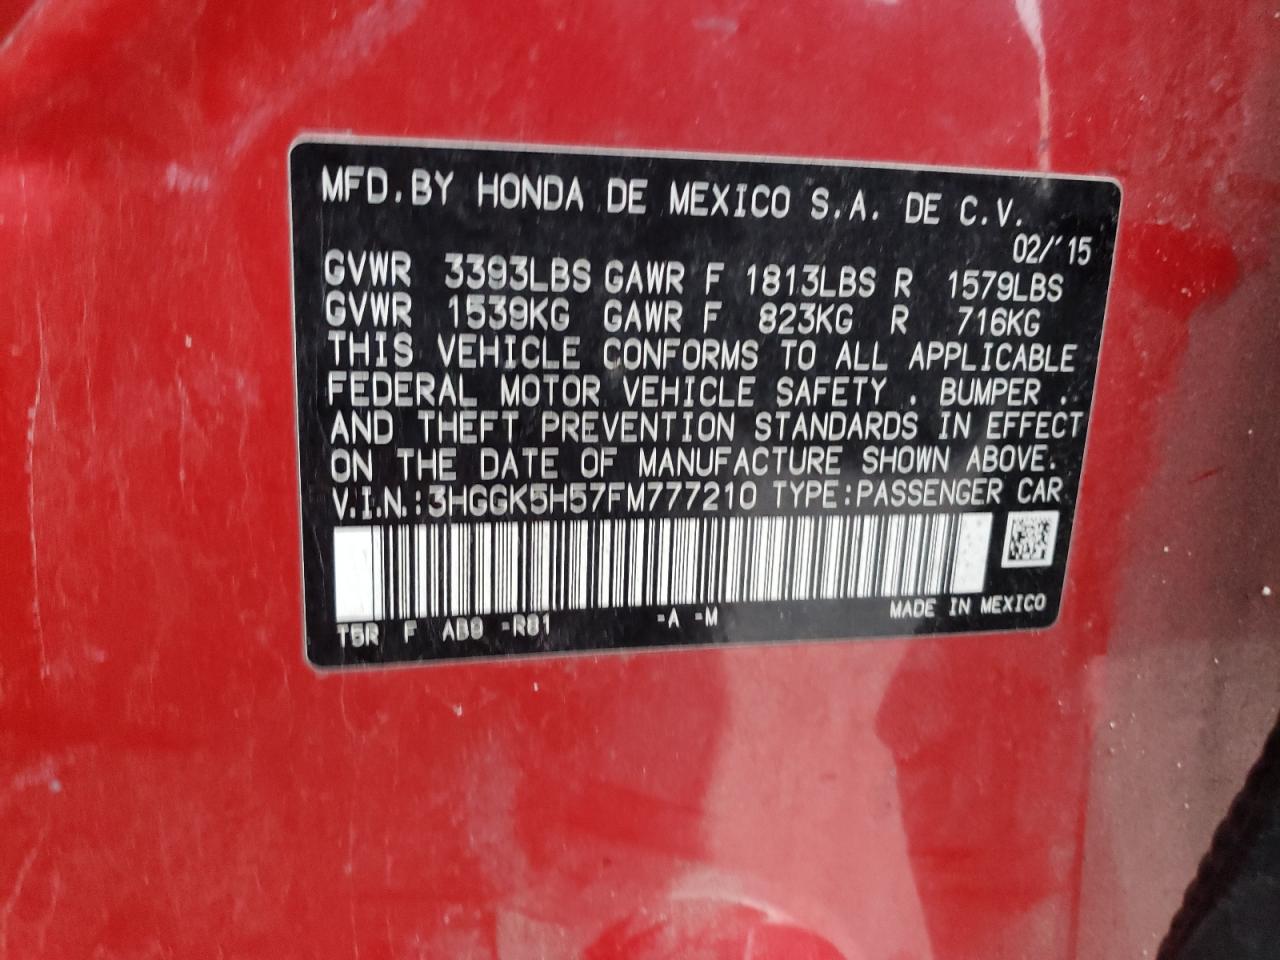 MFD. BY HONDA DE MEXICO S.A. DE C.V.
02/'15
GVWR 3393LBS GAWR F 1813LBS R 1579LBS
GVWR 1539KG GAWR F 823KG R 716KG
THIS VEHICLE CONFORMS TO ALL APPLICABLE
FEDERAL MOTOR VEHICLE SAFETY , BUMPER ,
AND THEFT PREVENTION STANDARDS IN EFFECT
ON THE DATE OF MANUFACTURE SHOWN ABOVE.
V.I.N.:3HGGK5H57FM777210 TYPE:PASSENGER CAR
T5R F AB9 -R81 -A -M
MADE IN MEXICO